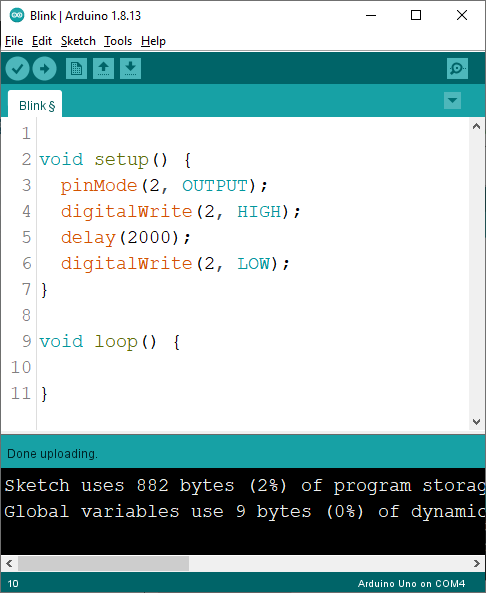 Blink | Arduino 1.8.13
File Edit Sketch Tools Help
Blink §
1
2 void setup() {
3   pinMode(2, OUTPUT);
4   digitalWrite(2, HIGH);
5   delay(2000);
6   digitalWrite(2, LOW);
7 }
8
9 void loop() {
10
11 }
Done uploading.
Sketch uses 882 bytes (2%) of program storag
Global variables use 9 bytes (0%) of dynamic
10 Arduino Uno on COM4